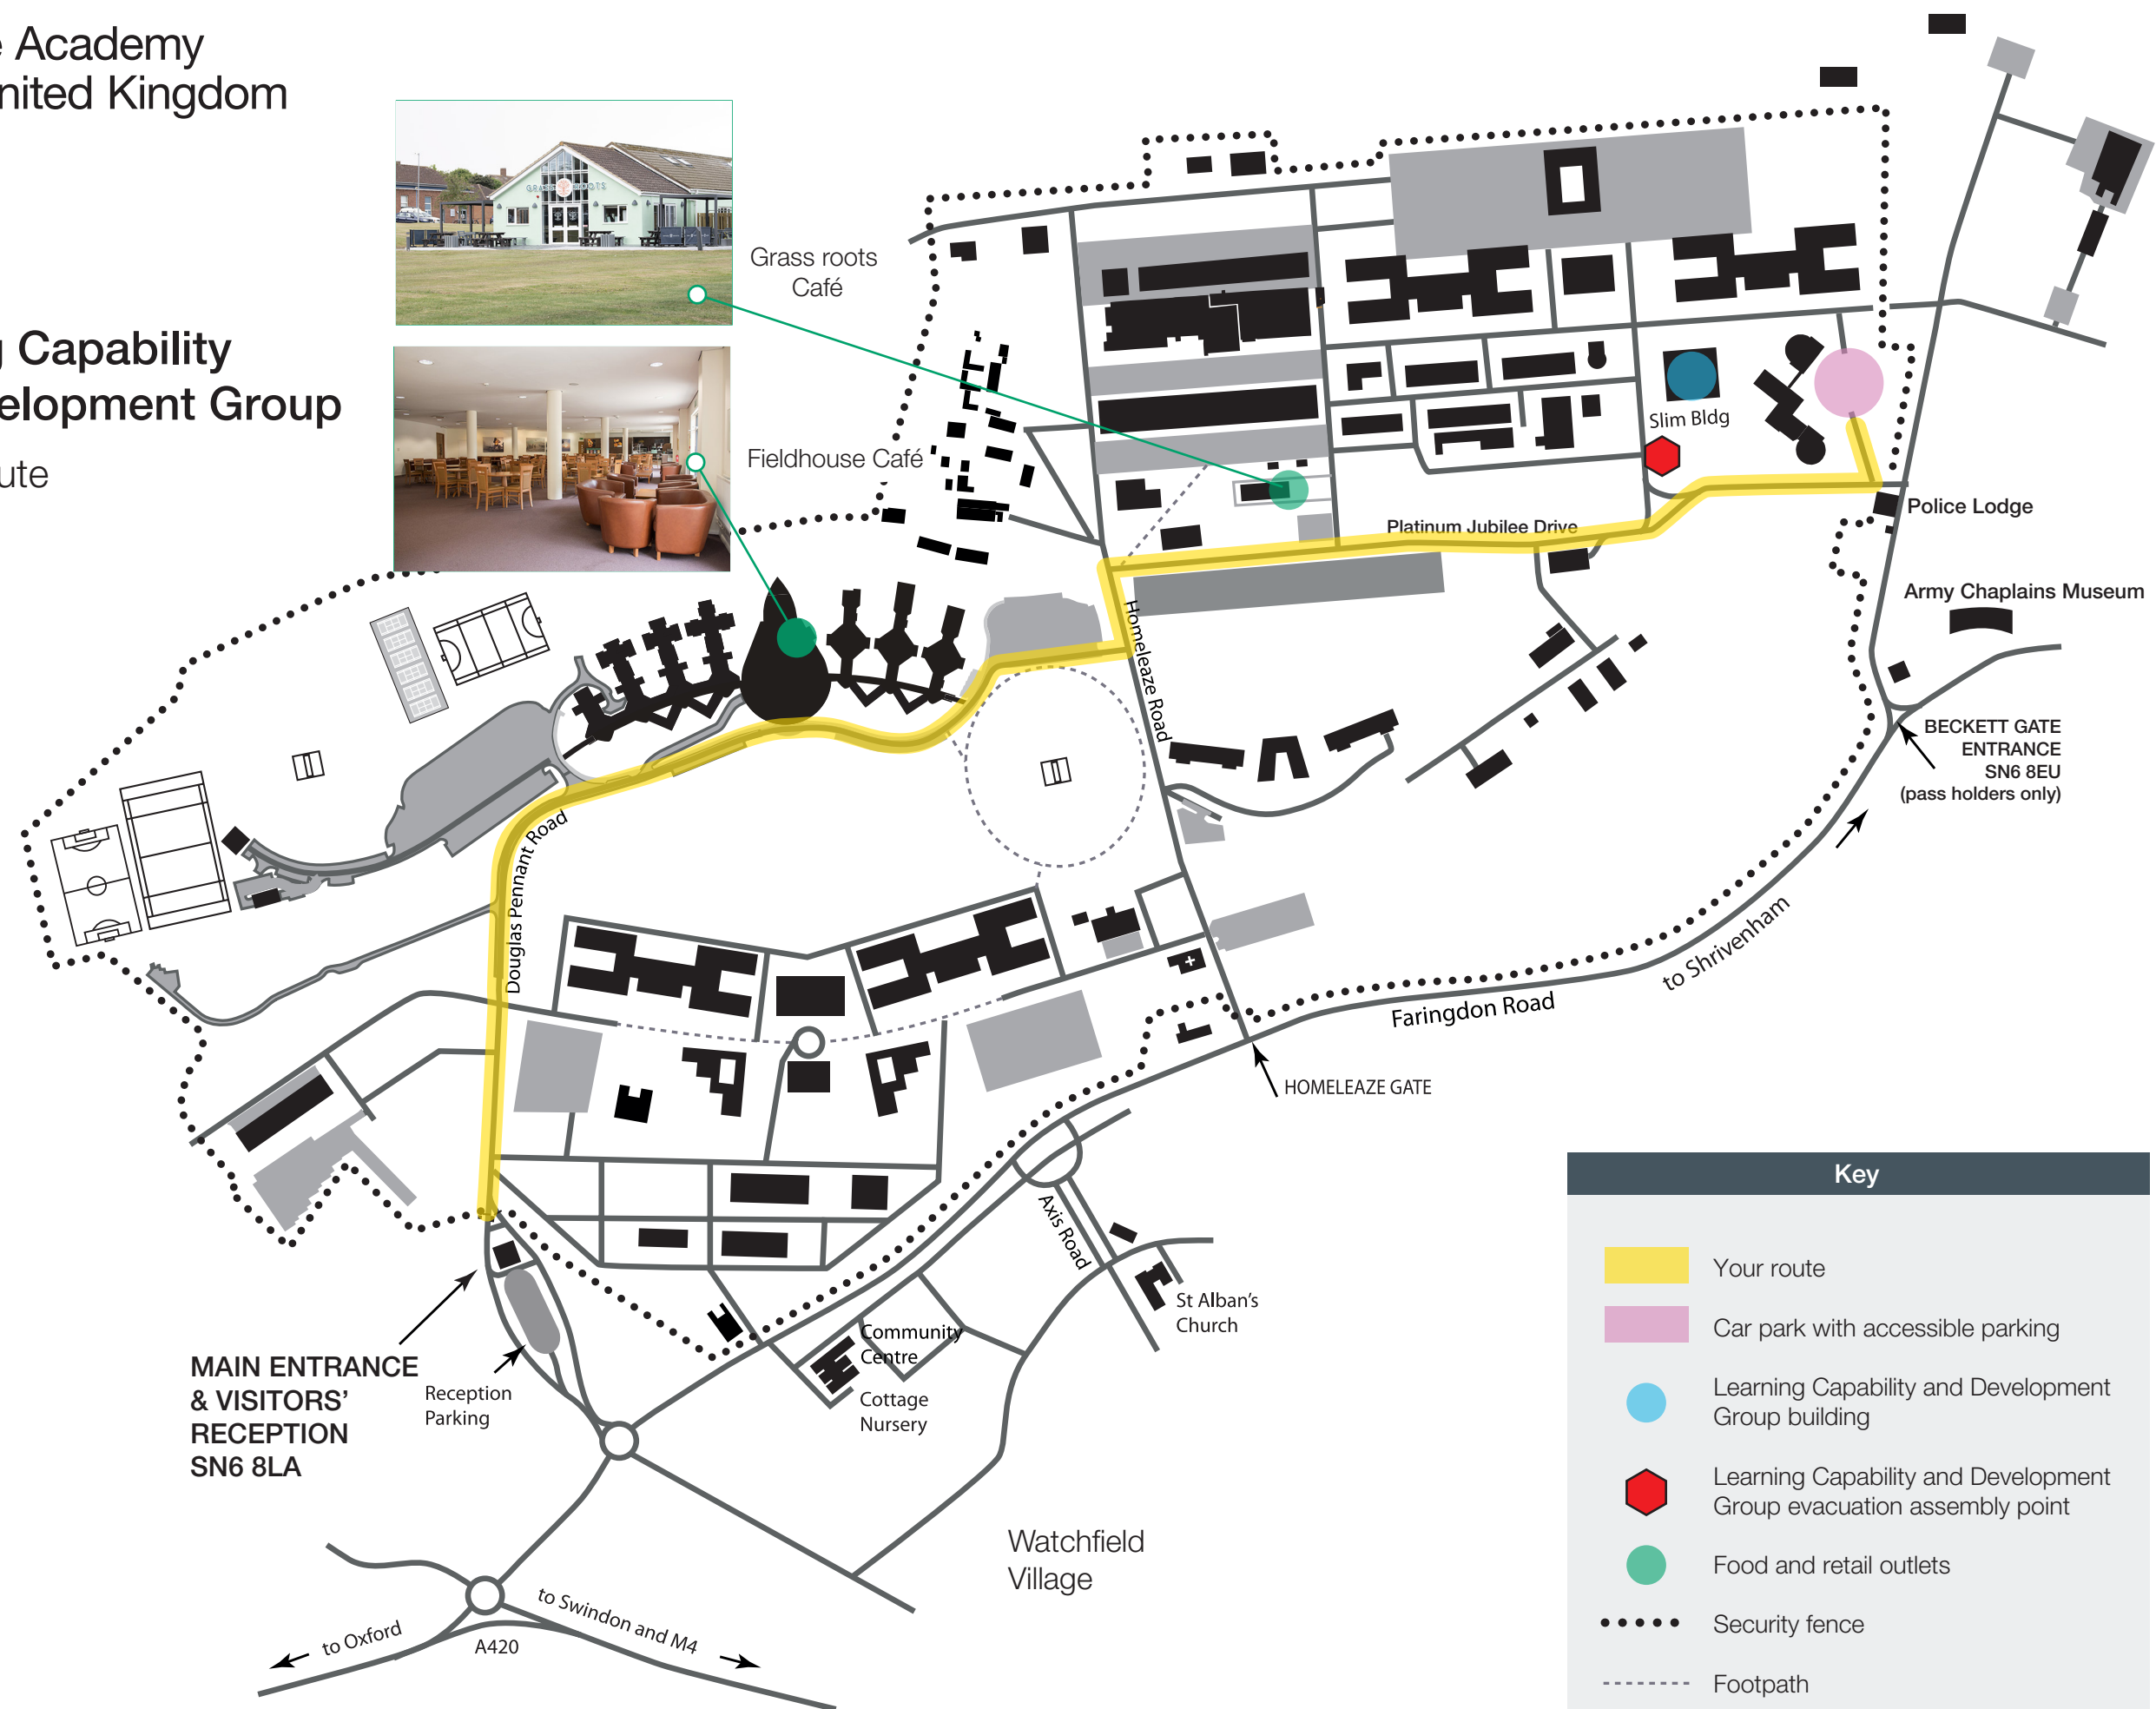 Academy
Kingdom
Capability
Group
GRASS ROOTS
Grass roots
Café
Fieldhouse Café
Slim Bldg
Platinum Jubilee Drive
Police Lodge
Army Chaplains Museum
Homeleaze Road
BECKETT GATE
ENTRANCE
SN6 8EU
(pass holders only)
Douglas Pennant Road
to Shrivenham
Faringdon Road
HOMELEAZE GATE
Axis Road
St Alban's
Church
Community
Centre
Cottage
Nursery
MAIN ENTRANCE
& VISITORS'
RECEPTION
SN6 8LA
Reception
Parking
Watchfield
Village
to Oxford
A420
to Swindon and M4
Key
Your route
Car park with accessible parking
Learning Capability and Development
Group building
Learning Capability and Development
Group evacuation assembly point
Food and retail outlets
Security fence
Footpath